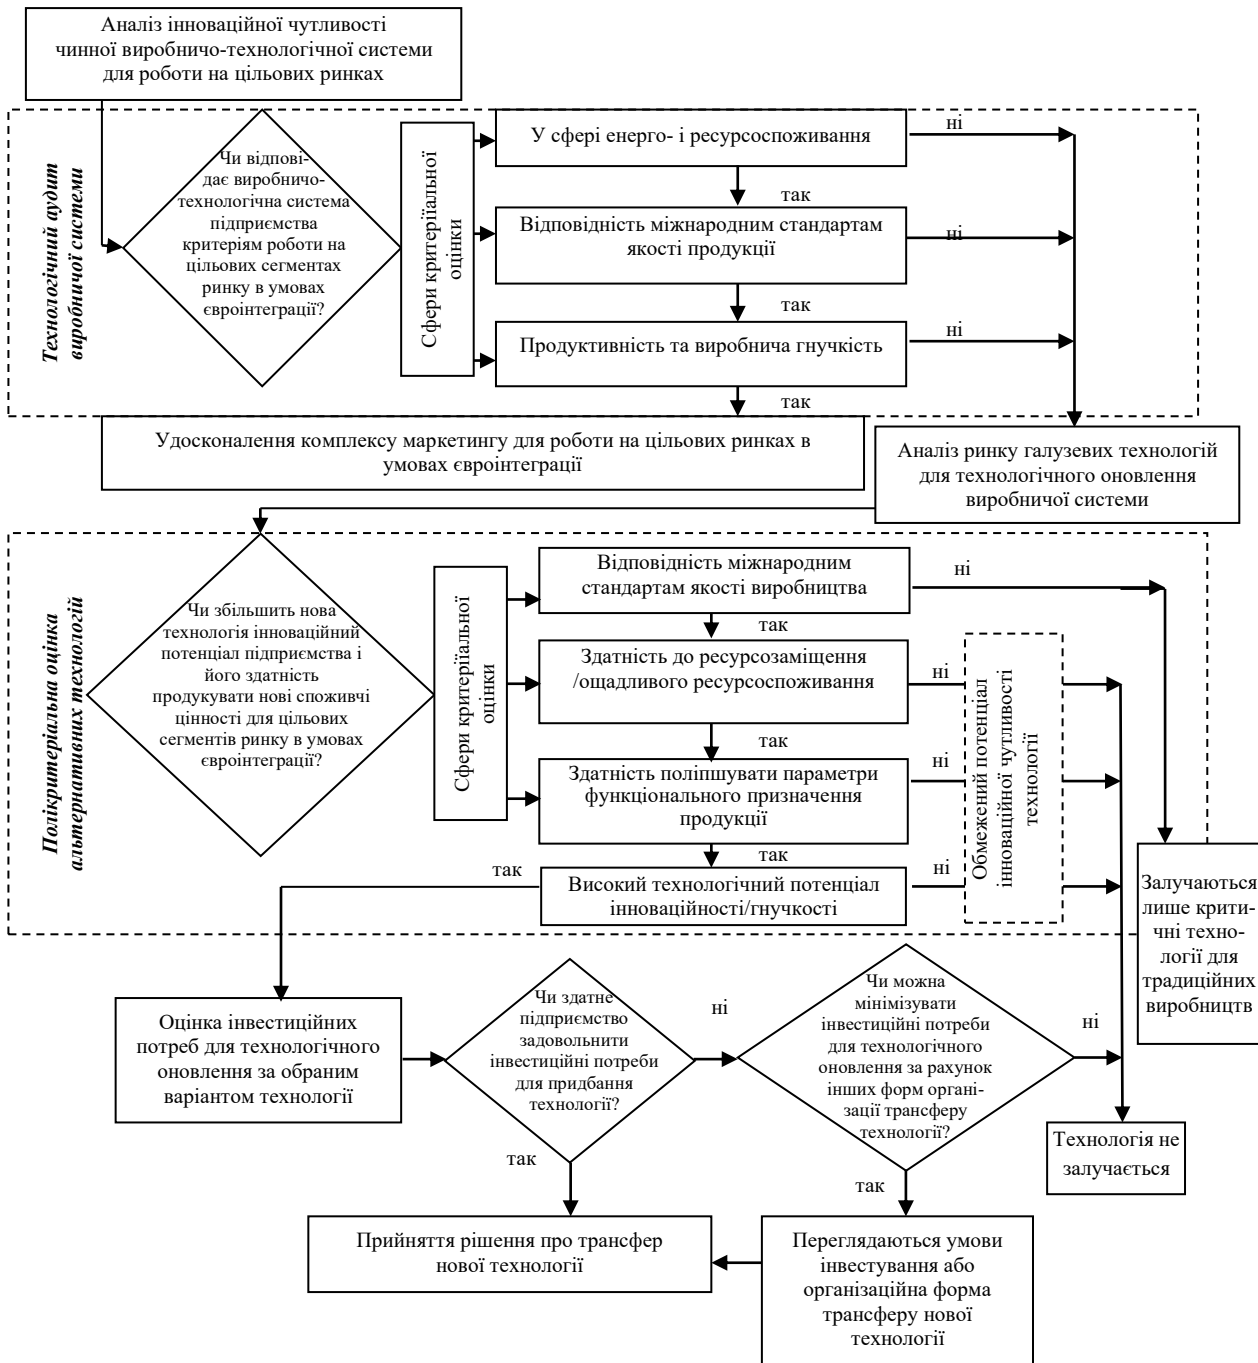 Аналіз інноваційної чутливості
чинної виробничо-технологічної системи
для роботи на цільових ринках
Технологічний аудит
виробничої системи
Чи відпові-
дає виробничо-
технологічна система
підприємства
критеріям роботи на
цільових сегментах
ринку в умовах
євроінтеграції?
Сфери критеріїальної
оцінки
У сфері енерго- і ресурсоспоживання
ні
так
Відповідність міжнародним стандартам
якості продукції
ні
так
Продуктивність та виробнича гнучкість
ні
так
Удосконалення комплексу маркетингу для роботи на цільових ринках в
умовах євроінтеграції
Аналіз ринку галузевих технологій
для технологічного оновлення
виробничої системи
Полікритеріальна оцінка
альтернативних технологій
Чи збільшить нова
технологія інноваційний
потенціал підприємства і
його здатність
продукувати нові споживчі
цінності для цільових
сегментів ринку в умовах
євроінтеграції?
Сфери критеріїальної
оцінки
Відповідність міжнародним
стандартам якості виробництва
ні
так
Здатність до ресурсозаміщення
/ощадливого ресурсоспоживання
ні
так
Здатність поліпшувати параметри
функціонального призначення
продукції
ні
так
Високий технологічний потенціал
інноваційності/гнучкості
ні
так
Обмежений потенціал
інноваційної чутливості
технології
Залучаються
лише крити-
чні техно-
логії для
традиційних
виробництв
Оцінка інвестиційних
потреб для технологічного
оновлення за обраним
варіантом технології
Чи здатне
підприємство
задовольнити
інвестиційні потреби
для придбання
технології?
ні
так
Чи можна
мінімізувати
інвестиційні потреби
для технологічного
оновлення за рахунок
інших форм органі-
зації трансферу
технології?
ні
так
Технологія не
залучається
Прийняття рішення про трансфер
нової технології
Переглядаються умови
інвестування або
організаційна форма
трансферу нової
технології